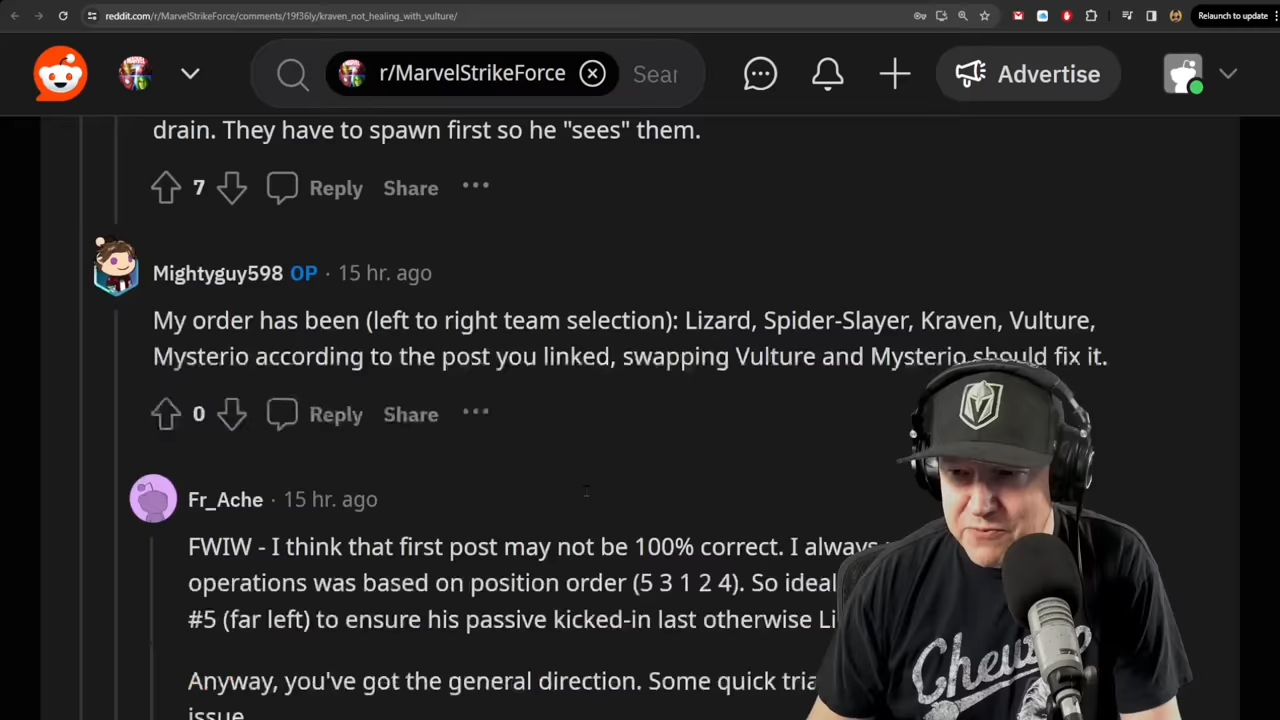 reddit.com/r/MarvelStrikeForce/comments/19f36ly/kraven_not_healing_with_vulture/
Relaunch to update
r/MarvelStrikeForce
Sear
Advertise
drain. They have to spawn first so he "sees" them.
7 Reply Share
Mightyguy598 OP · 15 hr. ago
My order has been (left to right team selection): Lizard, Spider-Slayer, Kraven, Vulture,
Mysterio according to the post you linked, swapping Vulture and Mysterio should fix it.
0 Reply Share
Fr_Ache · 15 hr. ago
FWIW - I think that first post may not be 100% correct. I always
operations was based on position order (5 3 1 2 4). So ideal
#5 (far left) to ensure his passive kicked-in last otherwise Li
Anyway, you've got the general direction. Some quick tria
issue